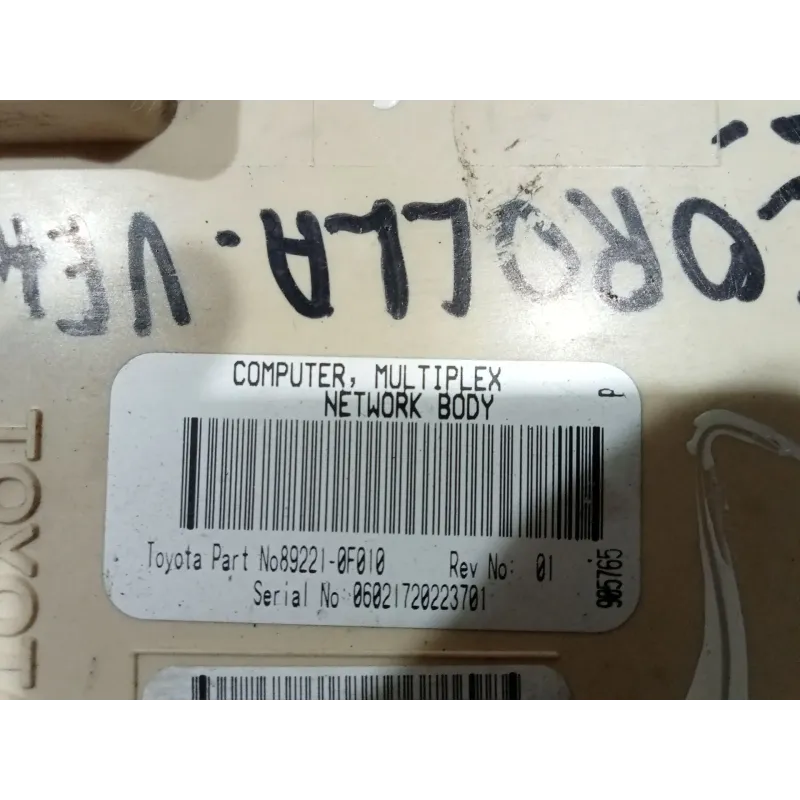 COROLLA. VE
COMPUTER, MULTIPLEX
NETWORK BODY
P
Toyota Part No89221-0F010 Rev No: 01
Serial No 06021720223701
905765
TOYOT